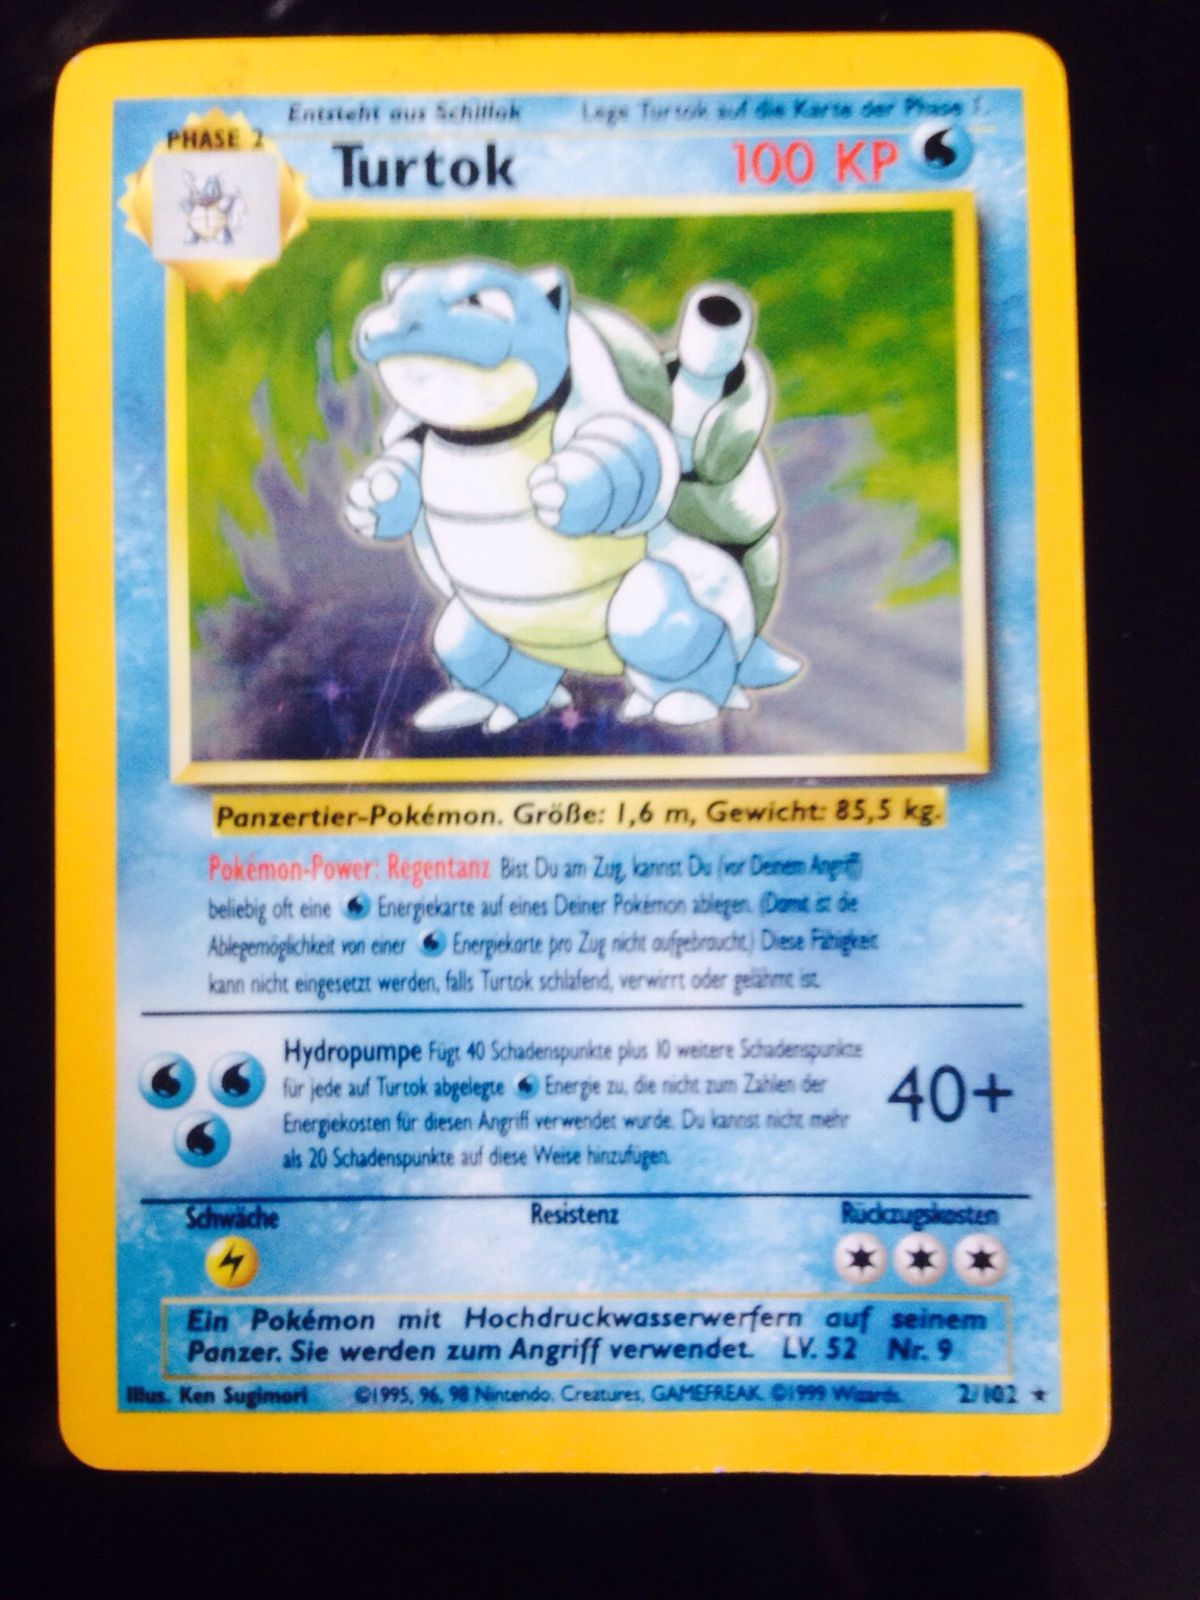 Entsteht aus Schillok Lege Turtok auf die Karte der Phase 1.
PHASE 2
Turtok 100 KP
Panzertier-Pokémon. Größe: 1,6 m, Gewicht: 85,5 kg.
Pokémon-Power: Regentanz Bist Du am Zug, kannst Du (vor Deinem Angriff)
beliebig oft eine Energiekarte auf eines Deiner Pokémon ablegen. (Damit ist die
Ablegemöglichkeit von einer Energiekarte pro Zug nicht aufgebraucht.) Diese Fähigkeit
kann nicht eingesetzt werden, falls Turtok schlafend, verwirrt oder gelähmt ist.
Hydropumpe Fügt 40 Schadenspunkte plus 10 weitere Schadenspunkte
für jede auf Turtok abgelegte Energie zu, die nicht zum Zahlen der
Energiekosten für diesen Angriff verwendet wurde. Du kannst nicht mehr
als 20 Schadenspunkte auf diese Weise hinzufügen.
40+
Schwäche Resistenz Rückzugskosten
Ein Pokémon mit Hochdruckwasserwerfern auf seinem
Panzer. Sie werden zum Angriff verwendet. LV. 52 Nr. 9
Illus. Ken Sugimori ©1995, 96, 98 Nintendo, Creatures, GAMEFREAK. ©1999 Wizards. 2/102 ★